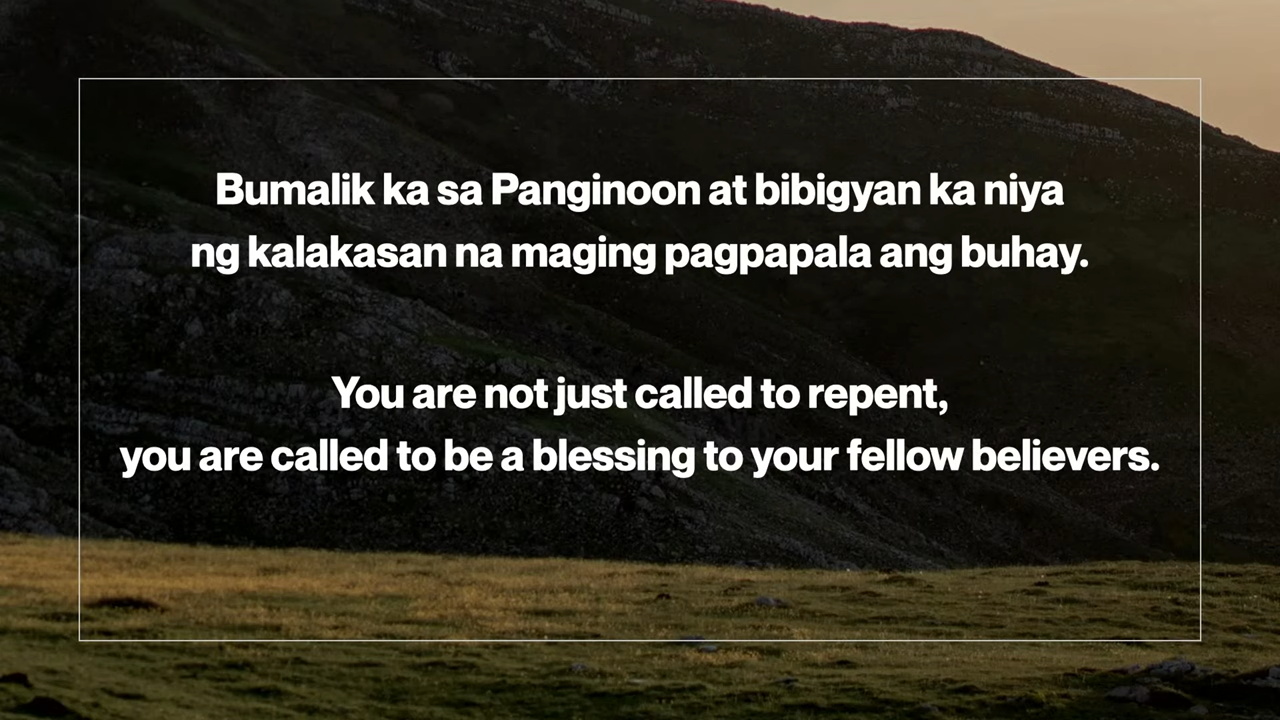 Bumalik ka sa Panginoon at bibigyan ka niya
ng kalakasan na maging pagpapala ang buhay.
You are not just called to repent,
you are called to be a blessing to your fellow believers.